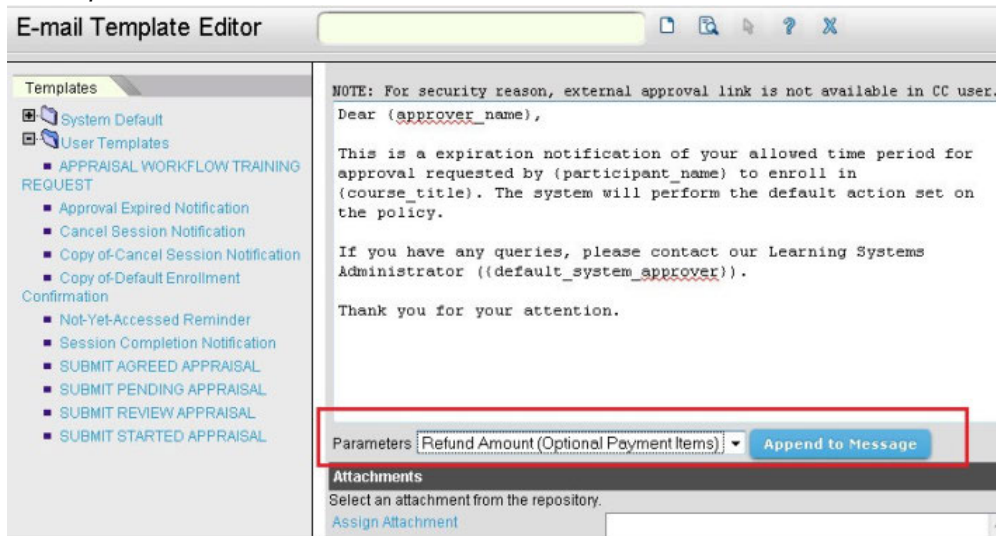 E-mail Template Editor
Templates
System Default
User Templates
APPRAISAL WORKFLOW TRAINING
REQUEST
Approval Expired Notification
Cancel Session Notification
Copy of-Cancel Session Notification
Copy of-Default Enrollment
Confirmation
Not-Yet-Accessed Reminder
Session Completion Notification
SUBMIT AGREED APPRAISAL
SUBMIT PENDING APPRAISAL
SUBMIT REVIEW APPRAISAL
SUBMIT STARTED APPRAISAL
NOTE: For security reason, external approval link is not available in CC user.
Dear {approver_name},
This is a expiration notification of your allowed time period for
approval requested by {participant_name} to enroll in
{course_title}. The system will perform the default action set on
the policy.
If you have any queries, please contact our Learning Systems
Administrator ({default_system_approver}).
Thank you for your attention.
Parameters Refund Amount (Optional Payment Items) Append to Message
Attachments
Select an attachment from the repository.
Assign Attachment